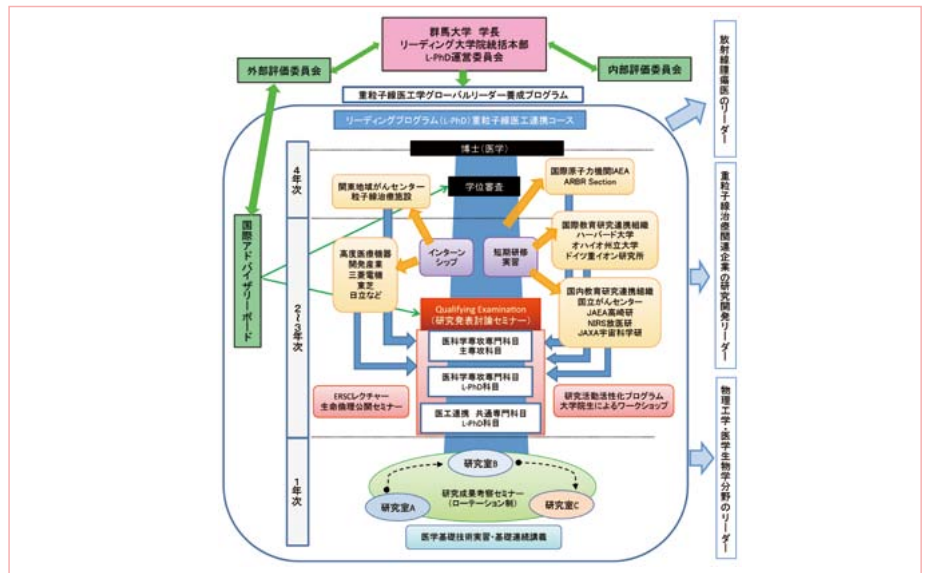 群馬大学 学長
リーディング大学院統括本部
L-PhD運営委員会
外部評価委員会
内部評価委員会
重粒子線医工学グローバルリーダー養成プログラム
リーディングプログラム(L-PhD)重粒子線医工連携コース
博士(医学)
4年次
関東地域がんセンター
粒子線治療施設
学位審査
国際原子力機関IAEA
ARBR Section
国際アドバイザリーボード
2~3年次
高度医療機器
開発産業
三菱電機
東芝
日立など
インターン
シップ
短期研修
実習
国際教育研究連携組織
ハーバード大学
オハイオ州立大学
ドイツ重イオン研究所
国内教育研究連携組織
国立がんセンター
JAEA高崎研
NIRS放医研
JAXA宇宙科学研
Qualifying Examination
(研究発表討論セミナー)
医科学専攻専門科目
主専攻科目
医科学専攻専門科目
L-PhD科目
医工連携 共通専門科目
L-PhD科目
ERSCレクチャー
生命倫理公開セミナー
研究活動活性化プログラム
大学院生によるワークショップ
1年次
研究室B
研究成果考察セミナー
(ローテーション制)
研究室A
研究室C
医学基礎技術実習・基礎連続講義
放射線腫瘍医のリーダー
重粒子線治療関連企業の研究開発リーダー
物理工学・医学生物学分野のリーダー